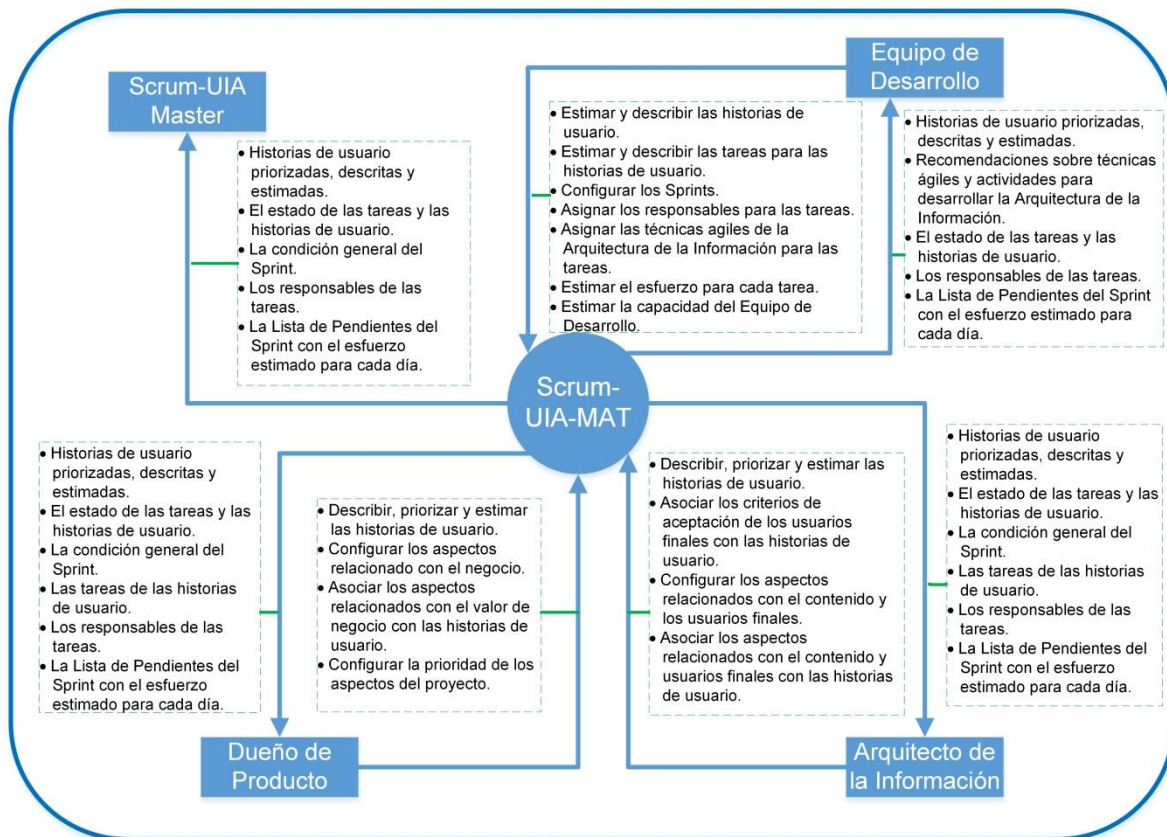 Scrum-UIA
Master
• Historias de usuario
priorizadas, descritas y
estimadas.
• El estado de las tareas y las
historias de usuario.
• La condición general del
Sprint.
• Los responsables de las
tareas.
• La Lista de Pendientes del
Sprint con el esfuerzo
estimado para cada día.
Equipo de
Desarrollo
• Estimar y describir las historias de
usuario.
• Estimar y describir las tareas para las
historias de usuario.
• Configurar los Sprints.
• Asignar los responsables para las tareas.
• Asignar las técnicas agiles de la
Arquitectura de la Información para las
tareas.
• Estimar el esfuerzo para cada tarea.
• Estimar la capacidad del Equipo de
Desarrollo.
• Historias de usuario priorizadas,
descritas y estimadas.
• Recomendaciones sobre técnicas
ágiles y actividades para
desarrollar la Arquitectura de la
Información.
• El estado de las tareas y las
historias de usuario.
• Los responsables de las tareas.
• La Lista de Pendientes del Sprint
con el esfuerzo estimado para
cada día.
Scrum-
UIA-MAT
• Historias de usuario
priorizadas, descritas y
estimadas.
• El estado de las tareas y las
historias de usuario.
• La condición general del
Sprint.
• Las tareas de las historias
de usuario.
• Los responsables de las
tareas.
• La Lista de Pendientes del
Sprint con el esfuerzo
estimado para cada día.
• Describir, priorizar y estimar
las historias de usuario.
• Configurar los aspectos
relacionado con el negocio.
• Asociar los aspectos
relacionados con el valor de
negocio con las historias de
usuario.
• Configurar la prioridad de los
aspectos del proyecto.
• Describir, priorizar y estimar las
historias de usuario.
• Asociar los criterios de
aceptación de los usuarios
finales con las historias de
usuario.
• Configurar los aspectos
relacionados con el contenido y
los usuarios finales.
• Asociar los aspectos
relacionados con el contenido y
usuarios finales con las historias
de usuario.
• Historias de usuario
priorizadas, descritas y
estimadas.
• El estado de las tareas y las
historias de usuario.
• La condición general del
Sprint.
• Las tareas de las historias
de usuario.
• Los responsables de las
tareas.
• La Lista de Pendientes del
Sprint con el esfuerzo
estimado para cada día.
Dueño de
Producto
Arquitecto de
la Información